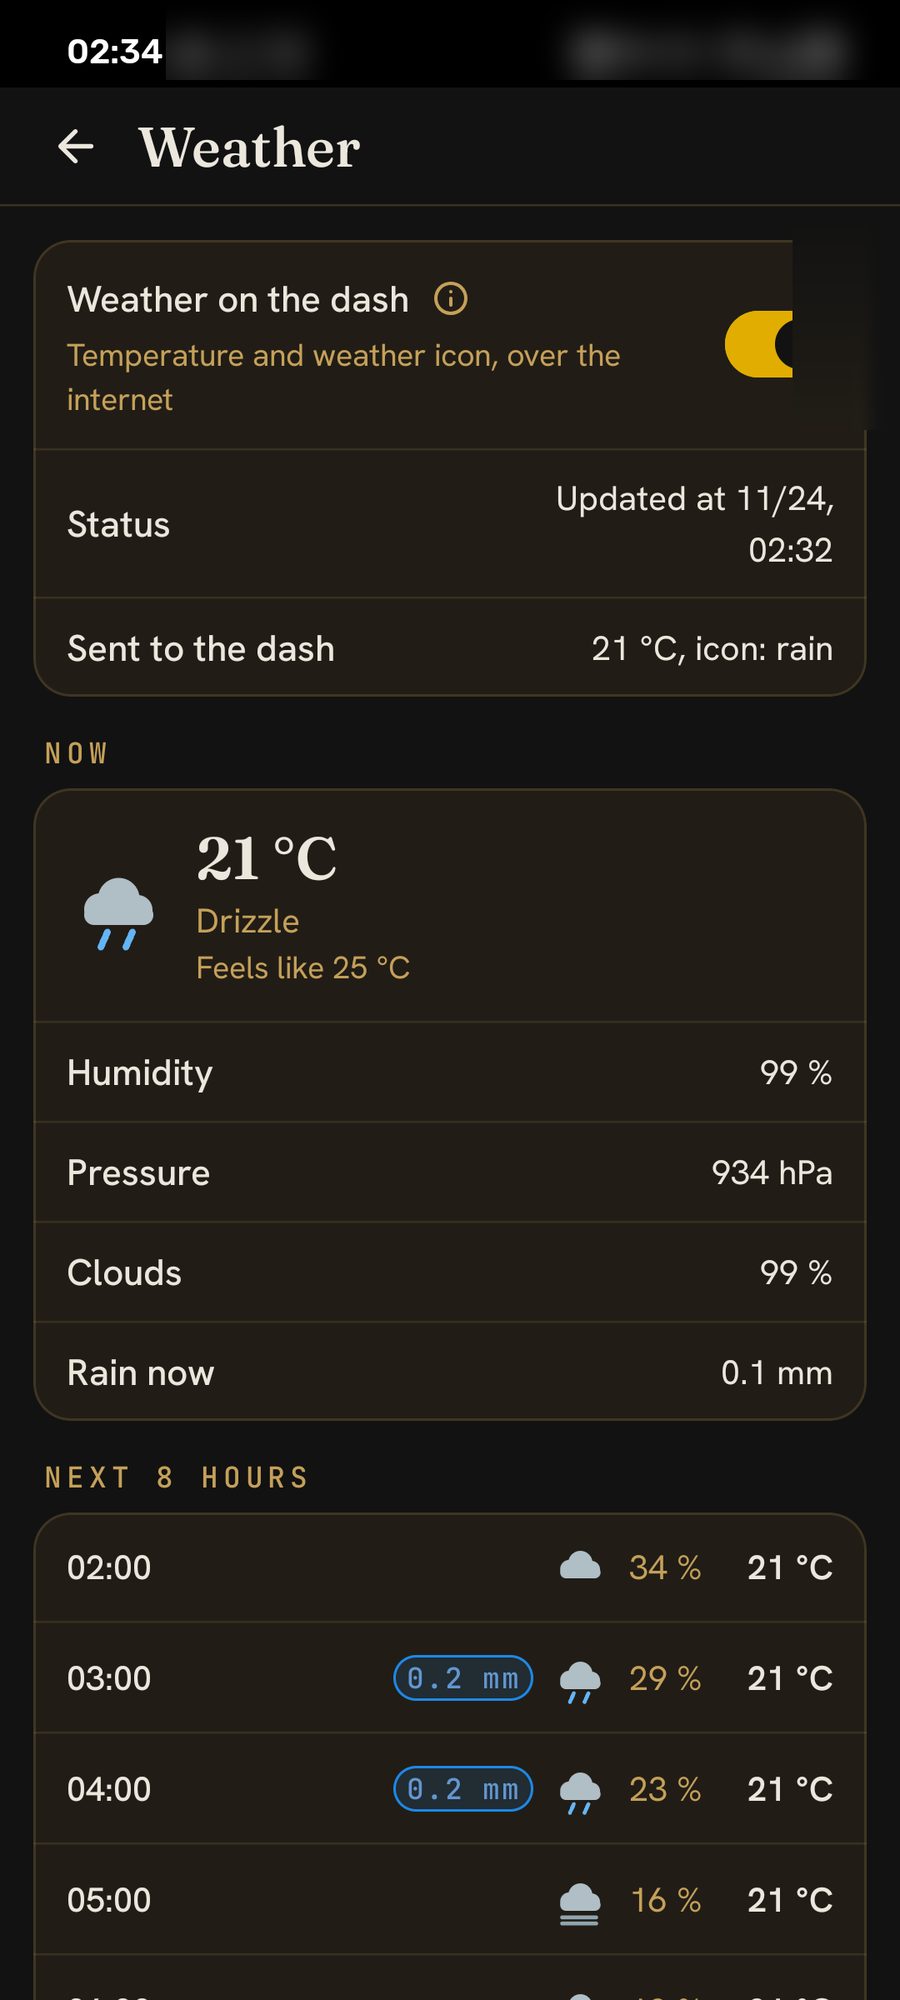 02:34
Weather
Weather on the dash
Temperature and weather icon, over the
internet
Status
Updated at 11/24,
02:32
Sent to the dash
21 °C, icon: rain
NOW
21 °C
Drizzle
Feels like 25 °C
Humidity
99 %
Pressure
934 hPa
Clouds
99 %
Rain now
0.1 mm
NEXT 8 HOURS
02:00 34 % 21 °C
03:00 0.2 mm 29 % 21 °C
04:00 0.2 mm 23 % 21 °C
05:00 16 % 21 °C